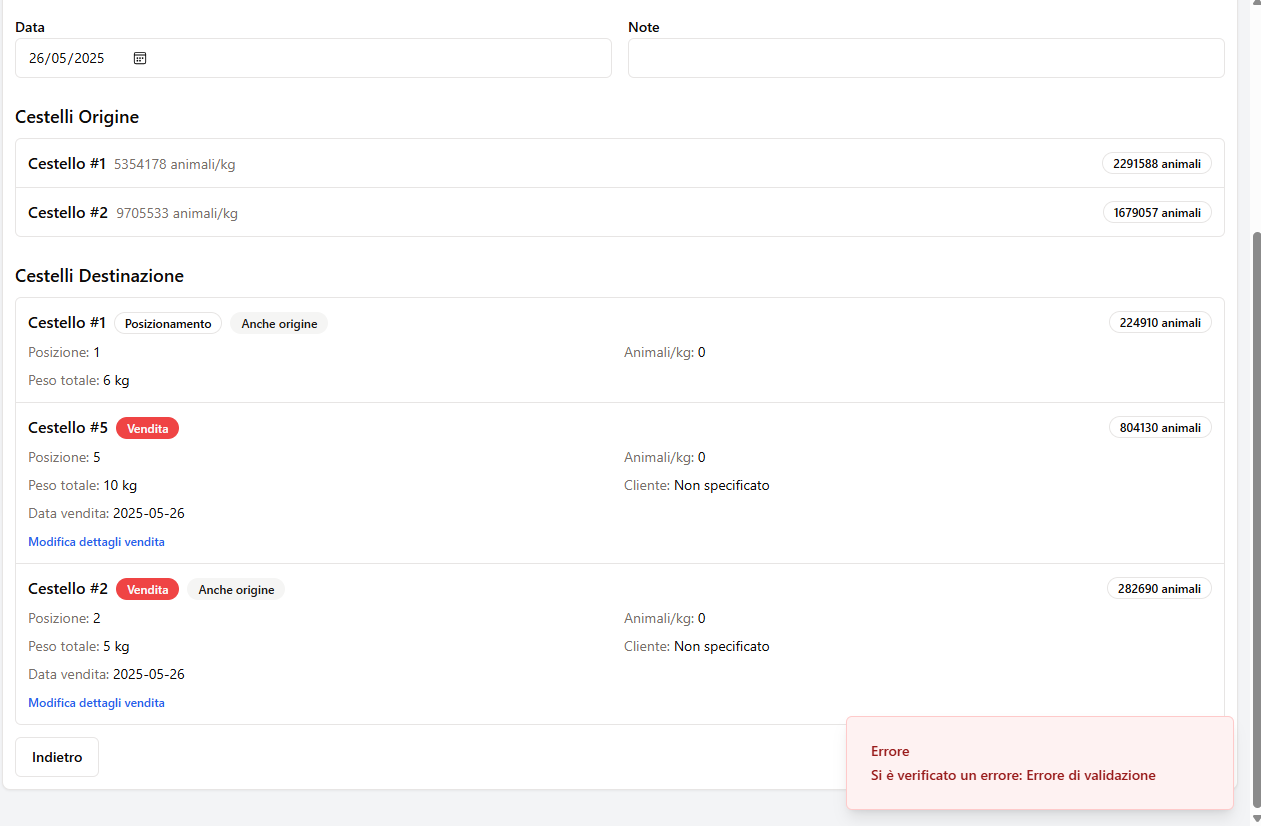 Data
Note
26/05/2025
Cestelli Origine
Cestello #1 5354178 animali/kg 2291588 animali
Cestello #2 9705533 animali/kg 1679057 animali
Cestelli Destinazione
Cestello #1 Posizionamento Anche origine 224910 animali
Posizione: 1 Animali/kg: 0
Peso totale: 6 kg
Cestello #5 Vendita 804130 animali
Posizione: 5 Animali/kg: 0
Peso totale: 10 kg Cliente: Non specificato
Data vendita: 2025-05-26
Modifica dettagli vendita
Cestello #2 Vendita Anche origine 282690 animali
Posizione: 2 Animali/kg: 0
Peso totale: 5 kg Cliente: Non specificato
Data vendita: 2025-05-26
Modifica dettagli vendita
Indietro
Errore
Si è verificato un errore: Errore di validazione